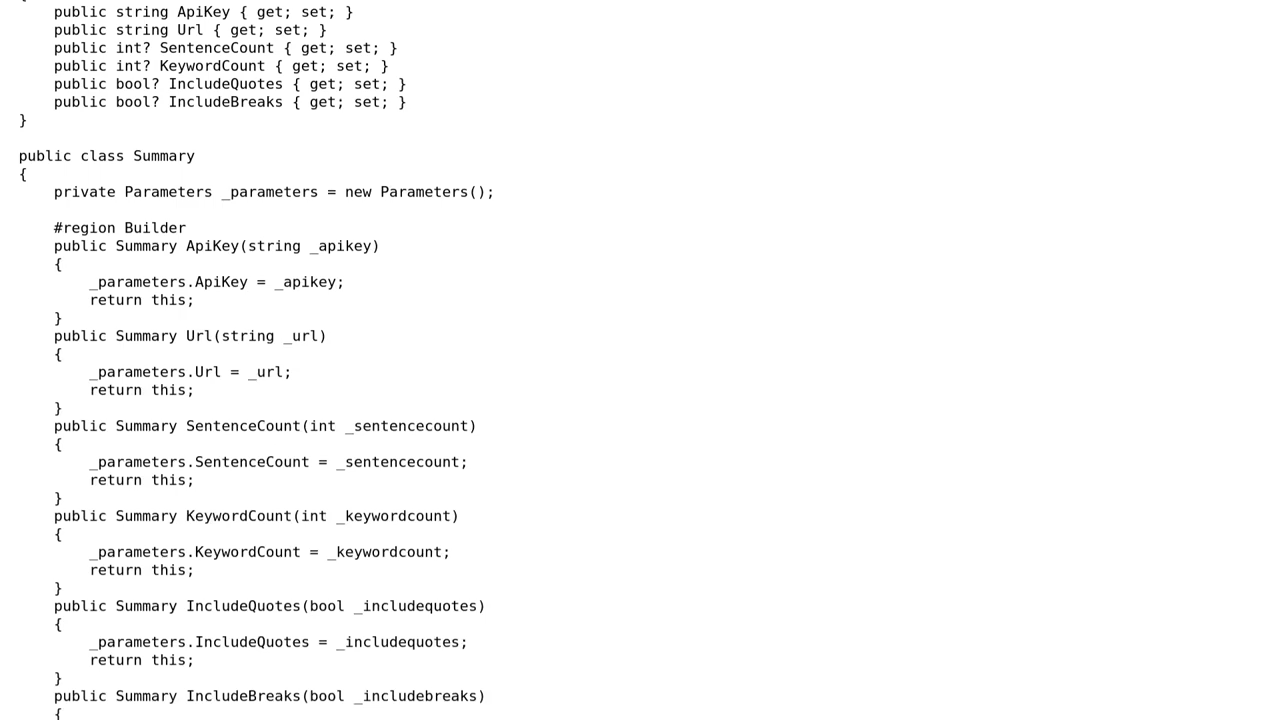 {
    public string ApiKey { get; set; }
    public string Url { get; set; }
    public int? SentenceCount { get; set; }
    public int? KeywordCount { get; set; }
    public bool? IncludeQuotes { get; set; }
    public bool? IncludeBreaks { get; set; }
}

public class Summary
{
    private Parameters _parameters = new Parameters();

    #region Builder
    public Summary ApiKey(string _apikey)
    {
        _parameters.ApiKey = _apikey;
        return this;
    }
    public Summary Url(string _url)
    {
        _parameters.Url = _url;
        return this;
    }
    public Summary SentenceCount(int _sentencecount)
    {
        _parameters.SentenceCount = _sentencecount;
        return this;
    }
    public Summary KeywordCount(int _keywordcount)
    {
        _parameters.KeywordCount = _keywordcount;
        return this;
    }
    public Summary IncludeQuotes(bool _includequotes)
    {
        _parameters.IncludeQuotes = _includequotes;
        return this;
    }
    public Summary IncludeBreaks(bool _includebreaks)
    {